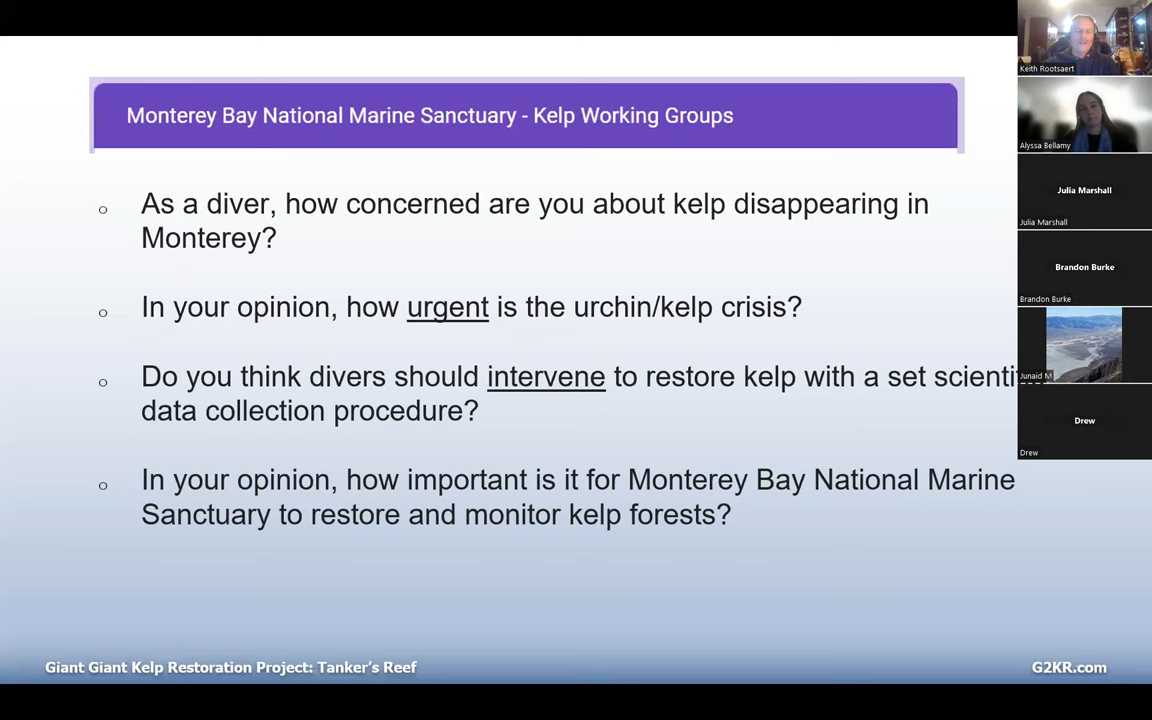 Monterey Bay National Marine Sanctuary - Kelp Working Groups
As a diver, how concerned are you about kelp disappearing in
Monterey?
In your opinion, how urgent is the urchin/kelp crisis?
Do you think divers should intervene to restore kelp with a set
data collection procedure?
In your opinion, how important is it for Monterey Bay National Marine
Sanctuary to restore and monitor kelp forests?
Giant Giant Kelp Restoration Project: Tanker's Reef
G2KR.com
Keith Rootsaert
Alyssa Bellamy
Julia Marshall
Julia Marshall
Brandon Burke
Brandon Burke
Junaid M
Drew
Drew